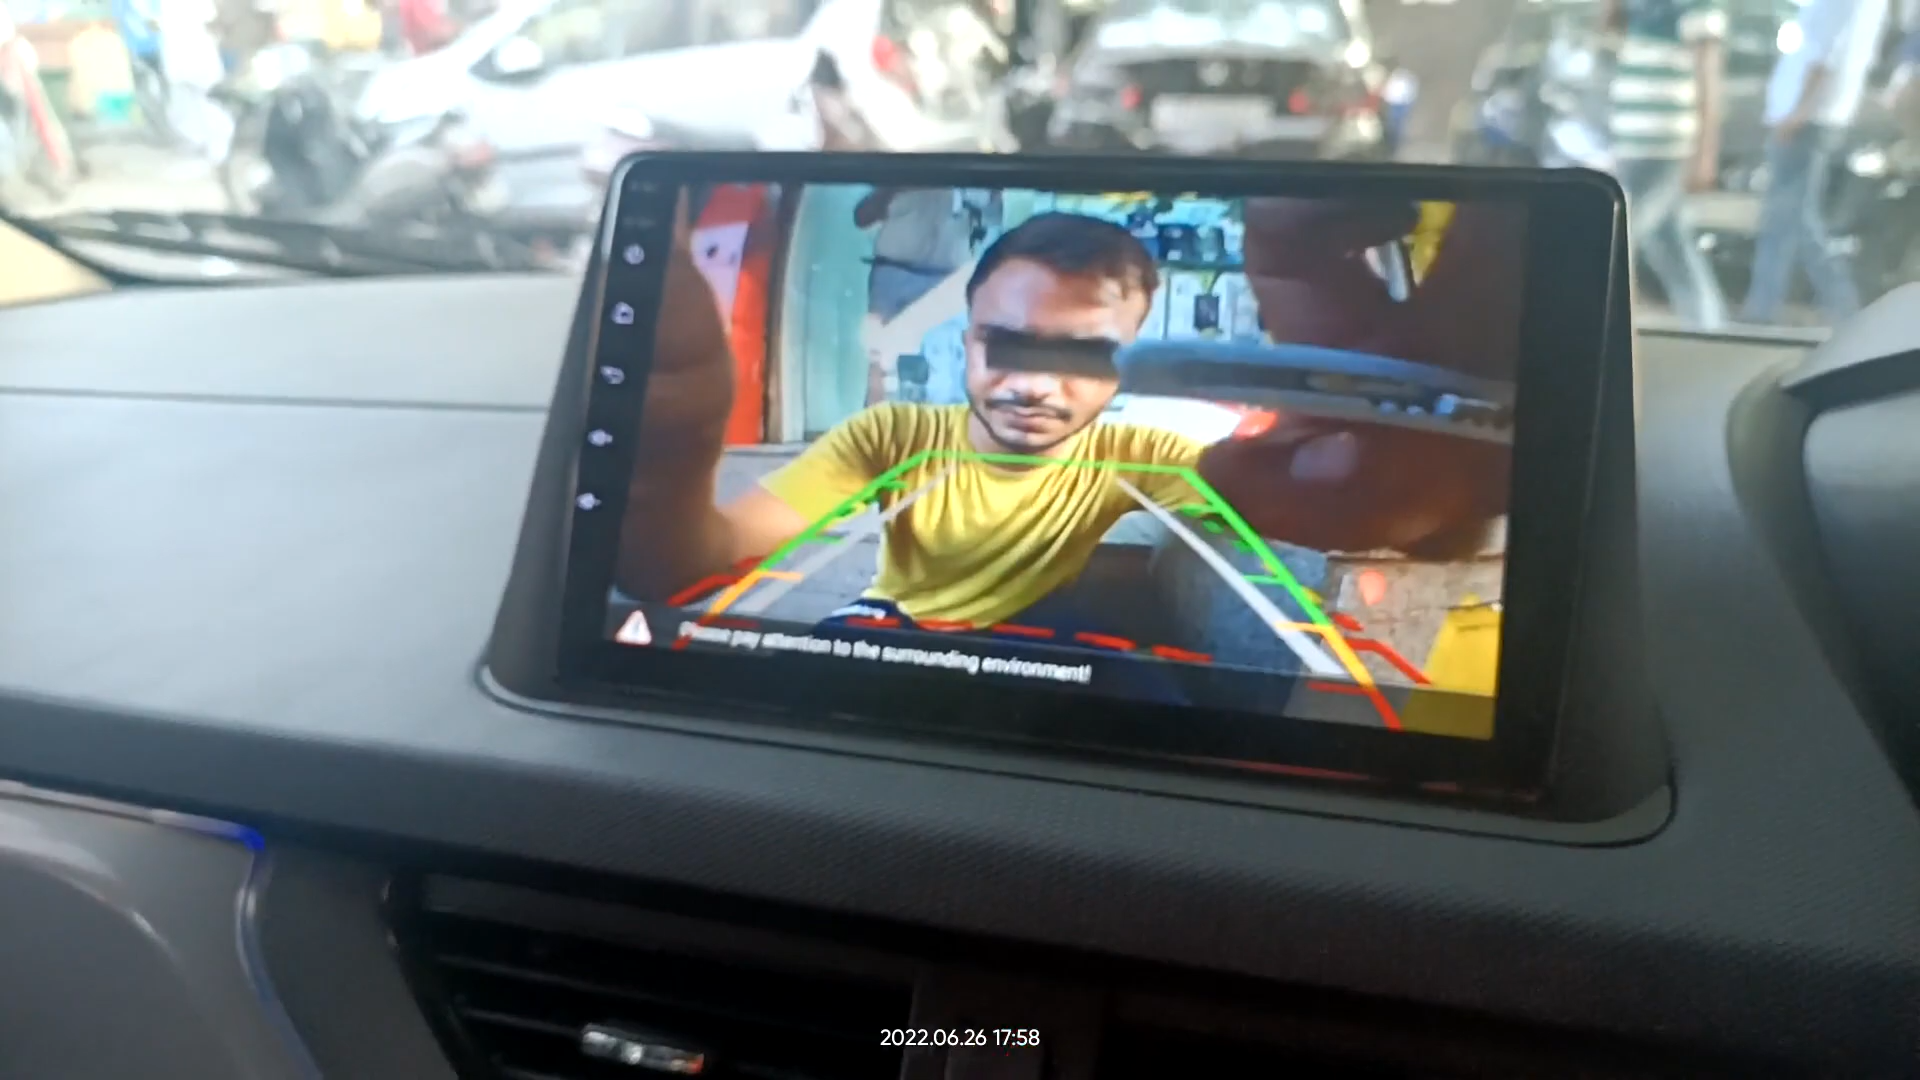 Please pay attention to the surrounding environment!
2022.06.26 17:58